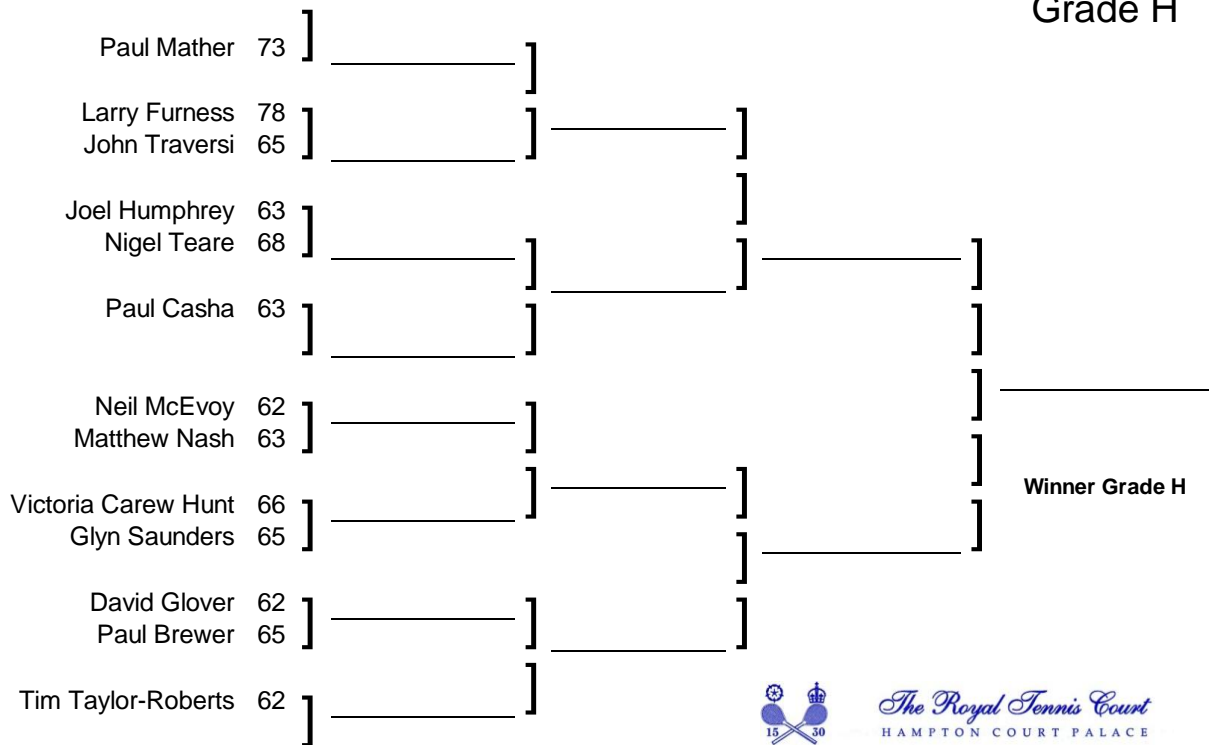 Grade H
Paul Mather 73
Larry Furness 78
John Traversi 65
Joel Humphrey 63
Nigel Teare 68
Paul Casha 63
Neil McEvoy 62
Matthew Nash 63
Victoria Carew Hunt 66
Glyn Saunders 65
Winner Grade H
David Glover 62
Paul Brewer 65
Tim Taylor-Roberts 62
15 30
The Royal Tennis Court
HAMPTON COURT PALACE